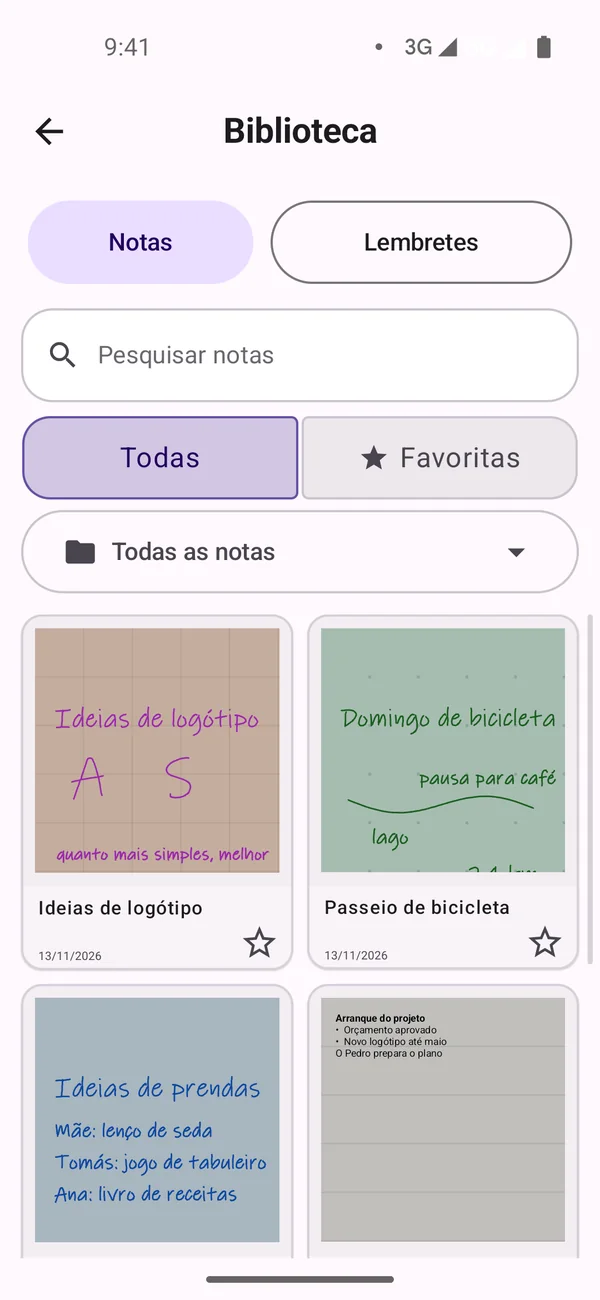 9:41
3G
Biblioteca
Notas
Lembretes
Pesquisar notas
Todas
Favoritas
Todas as notas
Ideias de logótipo
A S
quanto mais simples, melhor
Ideias de logótipo
13/11/2026
Domingo de bicicleta
pausa para café
lago
Passeio de bicicleta
13/11/2026
Ideias de prendas
Mãe: lenço de seda
Tomás: jogo de tabuleiro
Ana: livro de receitas
Arranque do projeto
• Orçamento aprovado
• Novo logótipo até maio
O Pedro prepara o plano